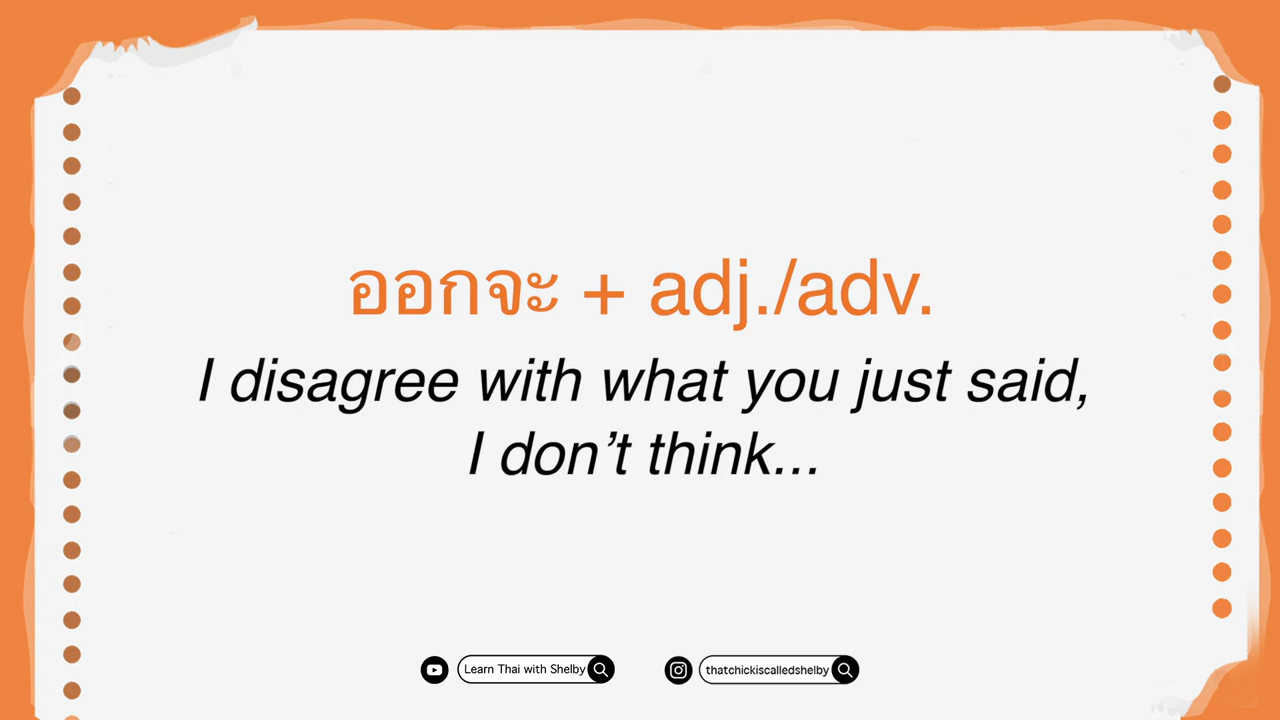 ออกจะ + adj./adv.
I disagree with what you just said,
I don’t think...
Learn Thai with Shelby
thatchickiscalledshelby